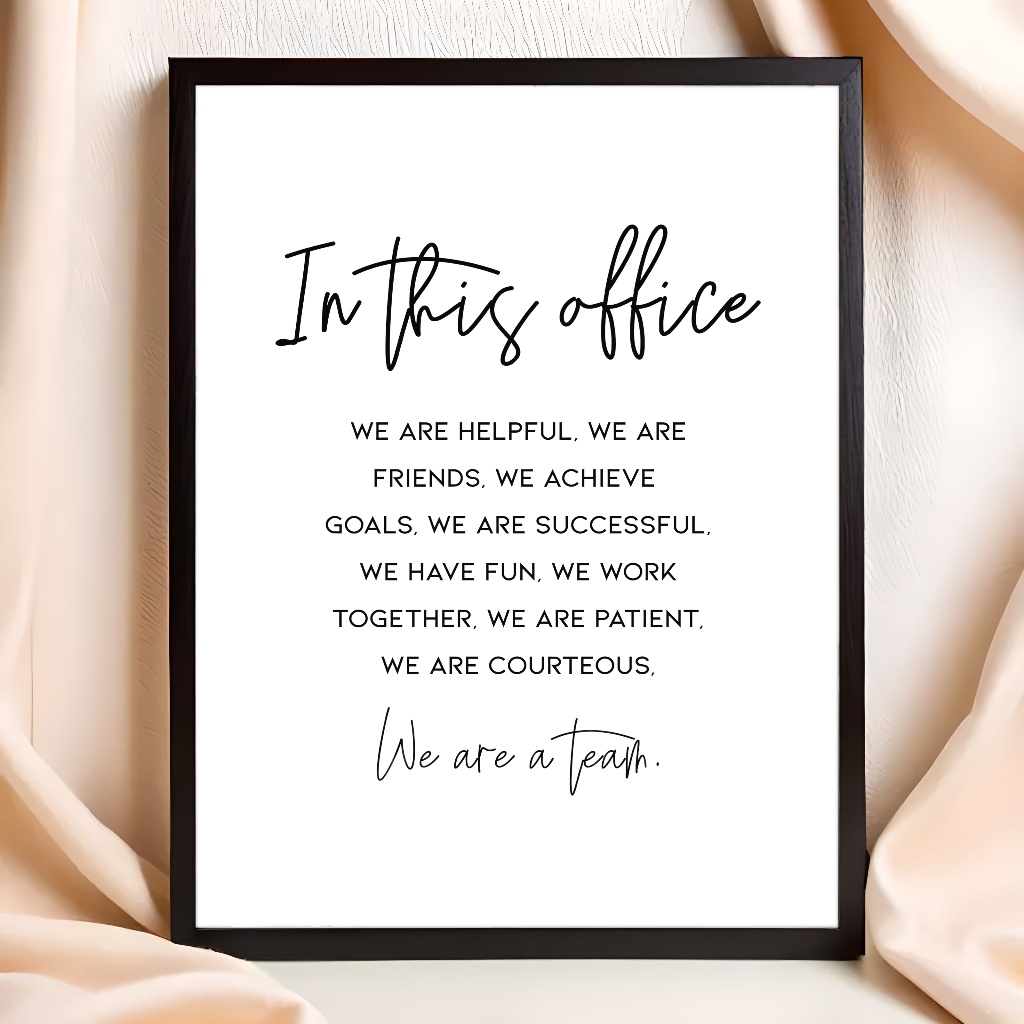 In this office
WE ARE HELPFUL, WE ARE
FRIENDS, WE ACHIEVE
GOALS, WE ARE SUCCESSFUL,
WE HAVE FUN, WE WORK
TOGETHER, WE ARE PATIENT,
WE ARE COURTEOUS,
We are a team.